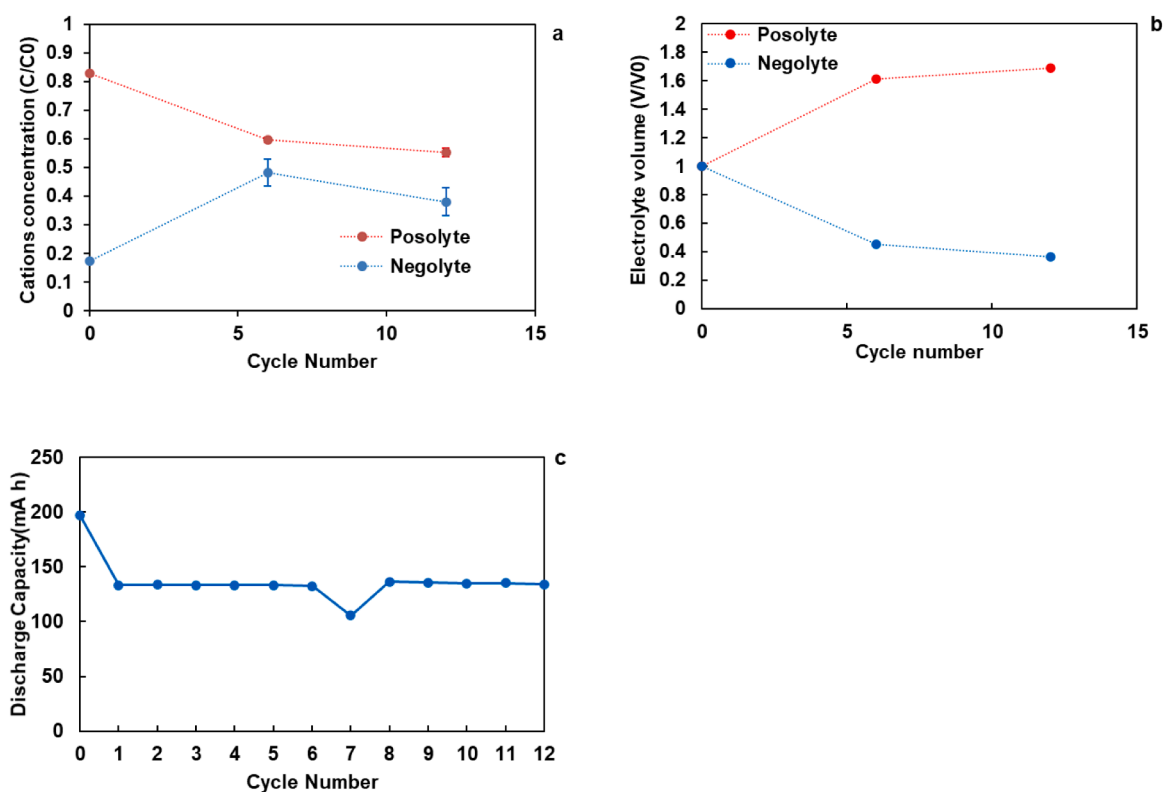 a
Cations concentration (C/C0)
1
0.9
0.8
0.7
0.6
0.5
0.4
0.3
0.2
0.1
0
Posolyte
Negolyte
0 5 10 15
Cycle Number
b
Electrolyte volume (V/V0)
2
1.8
1.6
1.4
1.2
1
0.8
0.6
0.4
0.2
0
Posolyte
Negolyte
0 5 10 15
Cycle number
c
Discharge Capacity(mA h)
250
200
150
100
50
0
0 1 2 3 4 5 6 7 8 9 10 11 12
Cycle Number